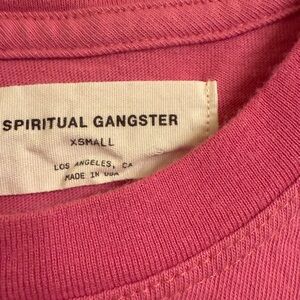 SPIRITUAL GANGSTER
XSMALL
LOS ANGELES, CA
MADE IN USA